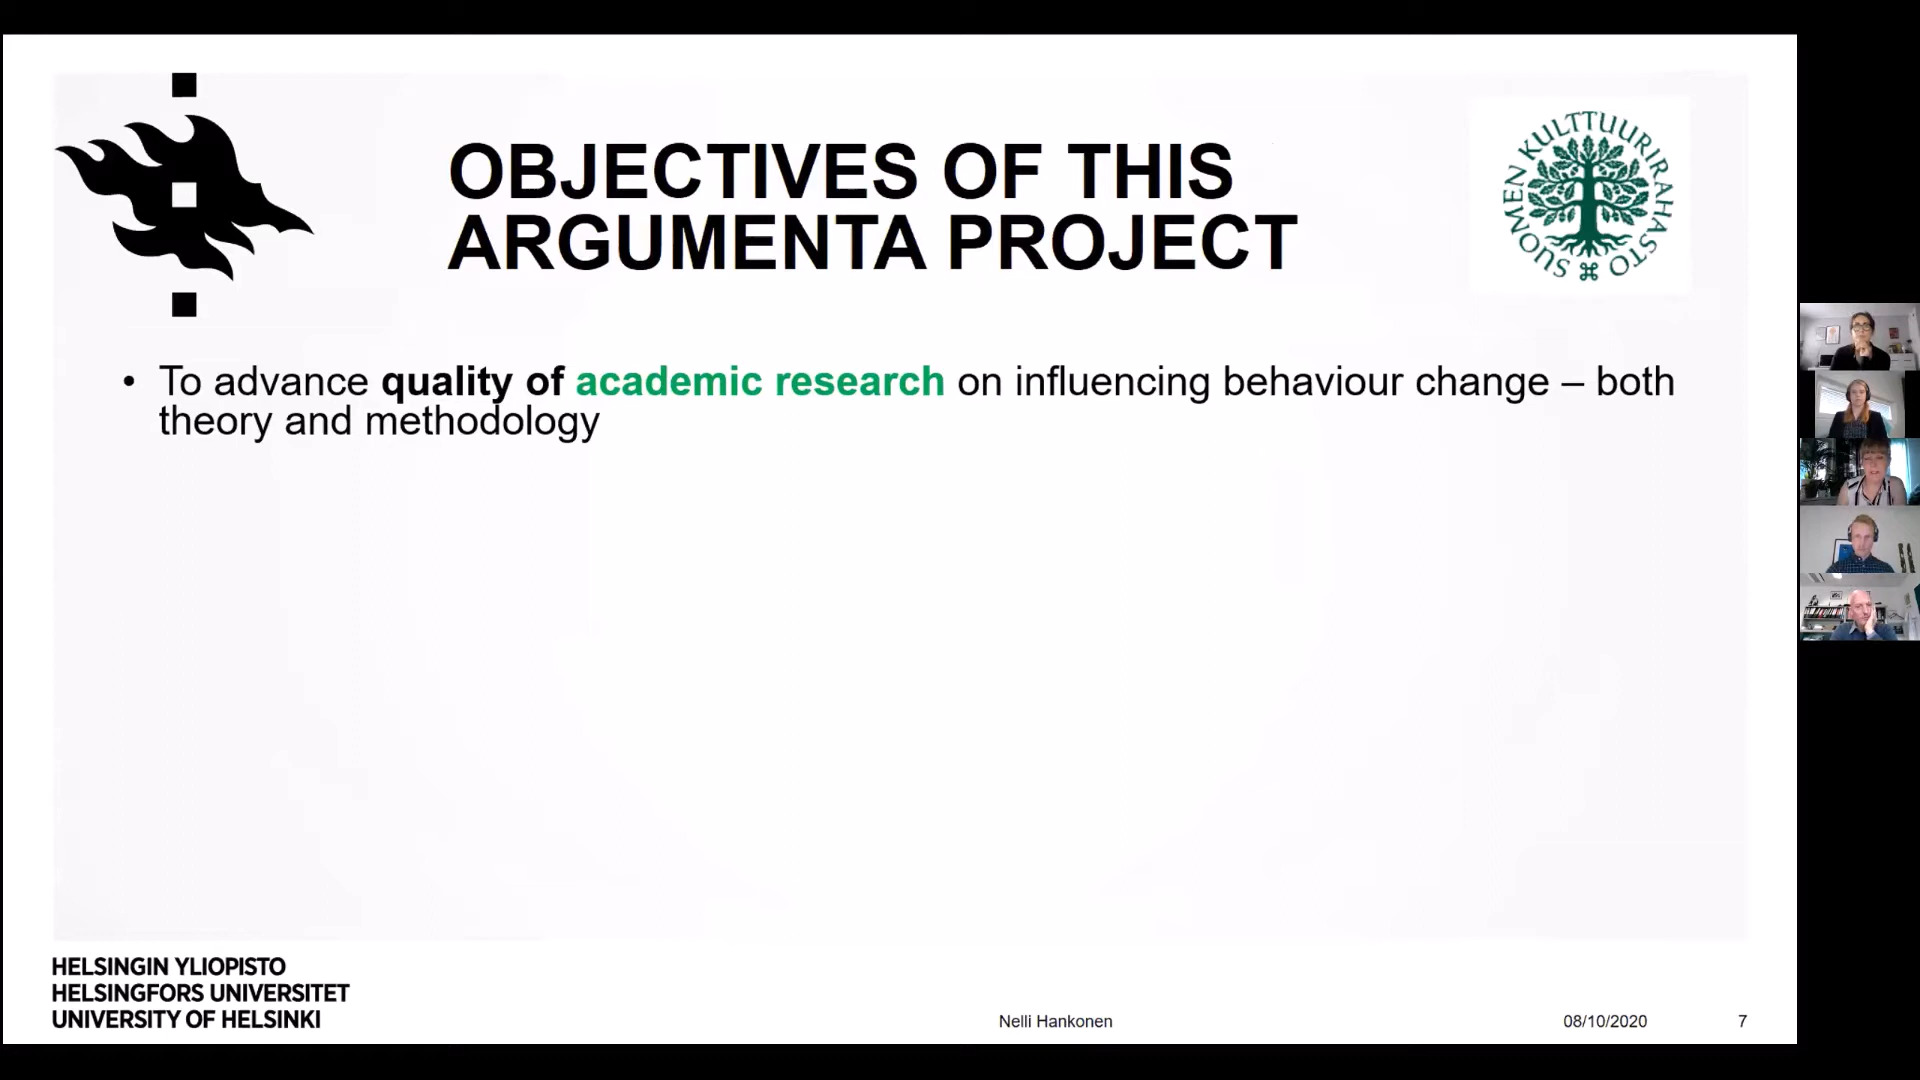 OBJECTIVES OF THIS
ARGUMENTA PROJECT
SUOMEN KULTTUURIRAHASTO
• To advance quality of academic research on influencing behaviour change – both
theory and methodology
HELSINGIN YLIOPISTO
HELSINGFORS UNIVERSITET
UNIVERSITY OF HELSINKI
Nelli Hankonen
08/10/2020
7